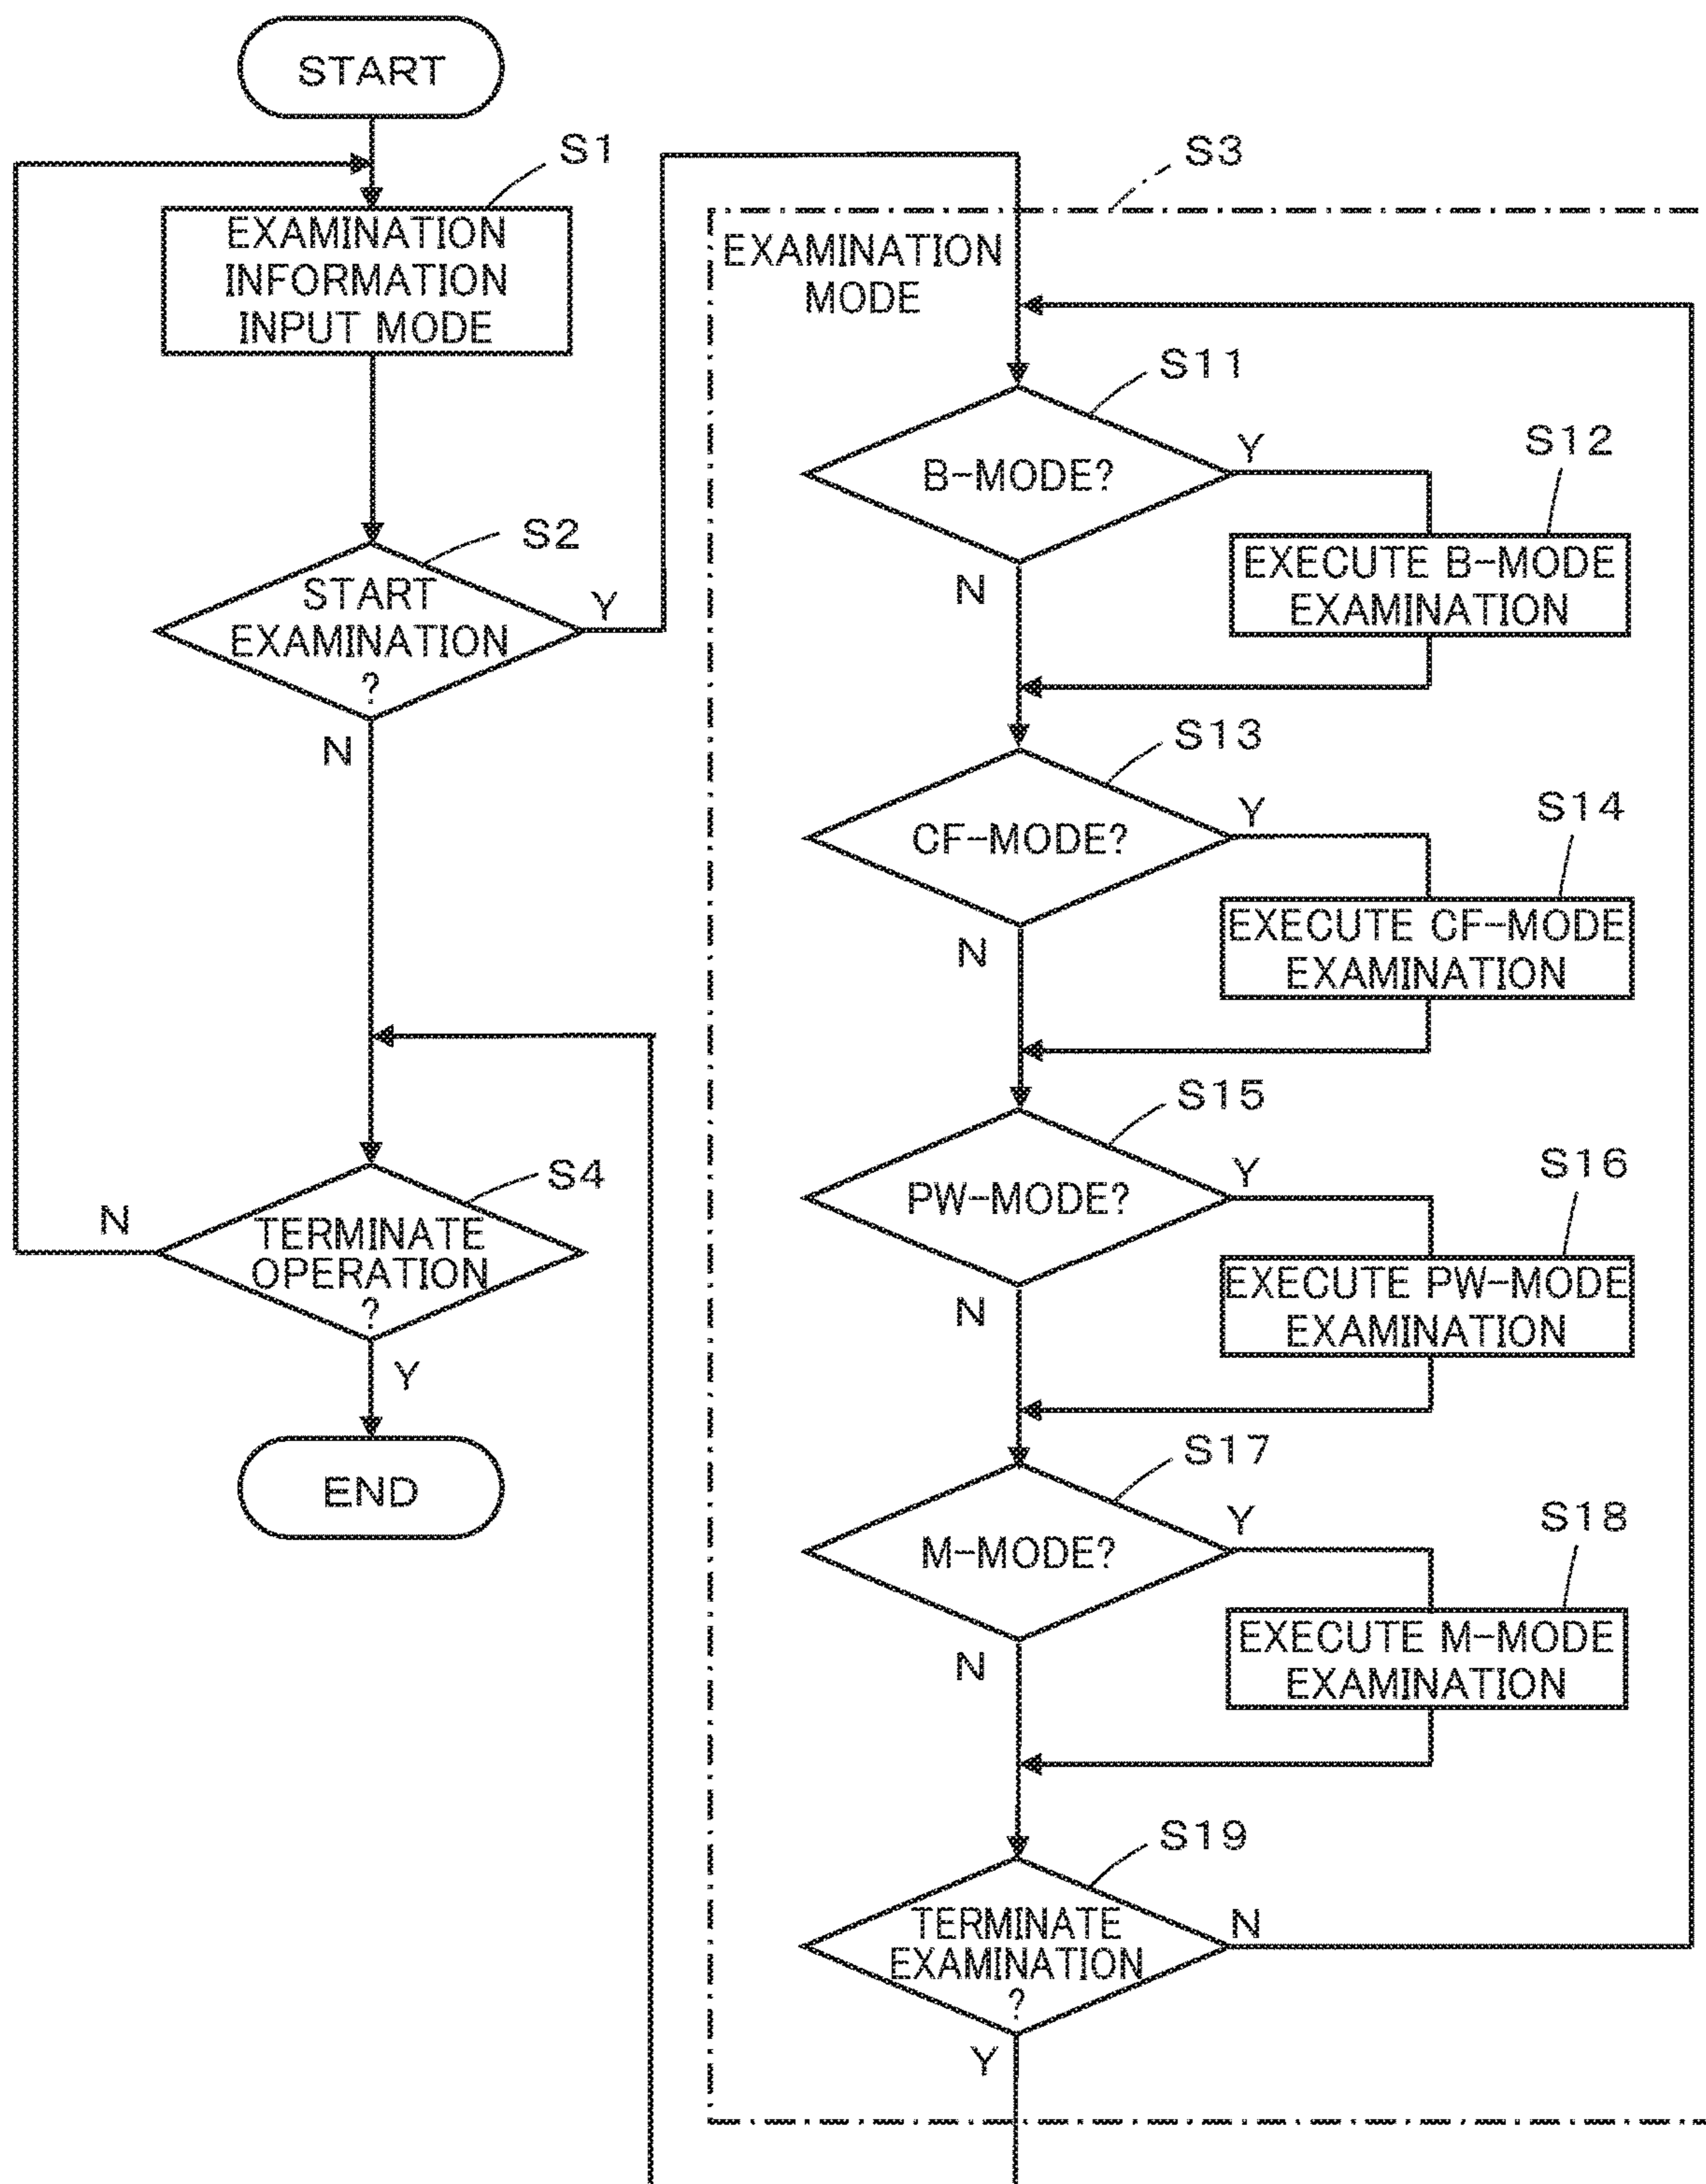 START
S1
EXAMINATION
INFORMATION
INPUT MODE
S2
START
EXAMINATION
?
Y
N
S4
TERMINATE
OPERATION
?
N
Y
END
S3
EXAMINATION
MODE
S11
B-MODE?
Y
N
S12
EXECUTE B-MODE
EXAMINATION
S13
CF-MODE?
Y
N
S14
EXECUTE CF-MODE
EXAMINATION
S15
PW-MODE?
Y
N
S16
EXECUTE PW-MODE
EXAMINATION
S17
M-MODE?
Y
N
S18
EXECUTE M-MODE
EXAMINATION
S19
TERMINATE
EXAMINATION
?
N
Y